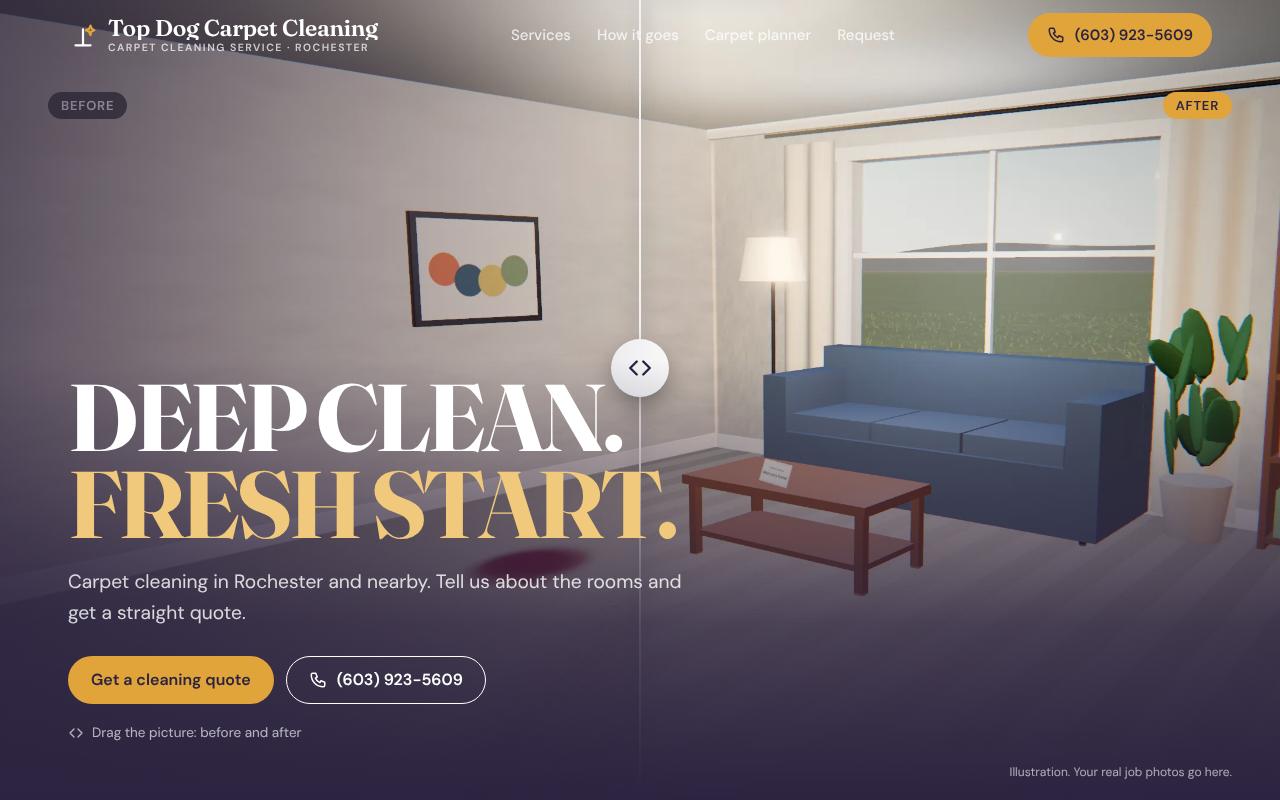 Top Dog Carpet Cleaning
CARPET CLEANING SERVICE · ROCHESTER
Services
How it goes
Carpet planner
Request
(603) 923-5609
BEFORE
AFTER
DEEP CLEAN.
FRESH START.
Carpet cleaning in Rochester and nearby. Tell us about the rooms and
get a straight quote.
Get a cleaning quote
(603) 923-5609
Drag the picture: before and after
Illustration. Your real job photos go here.